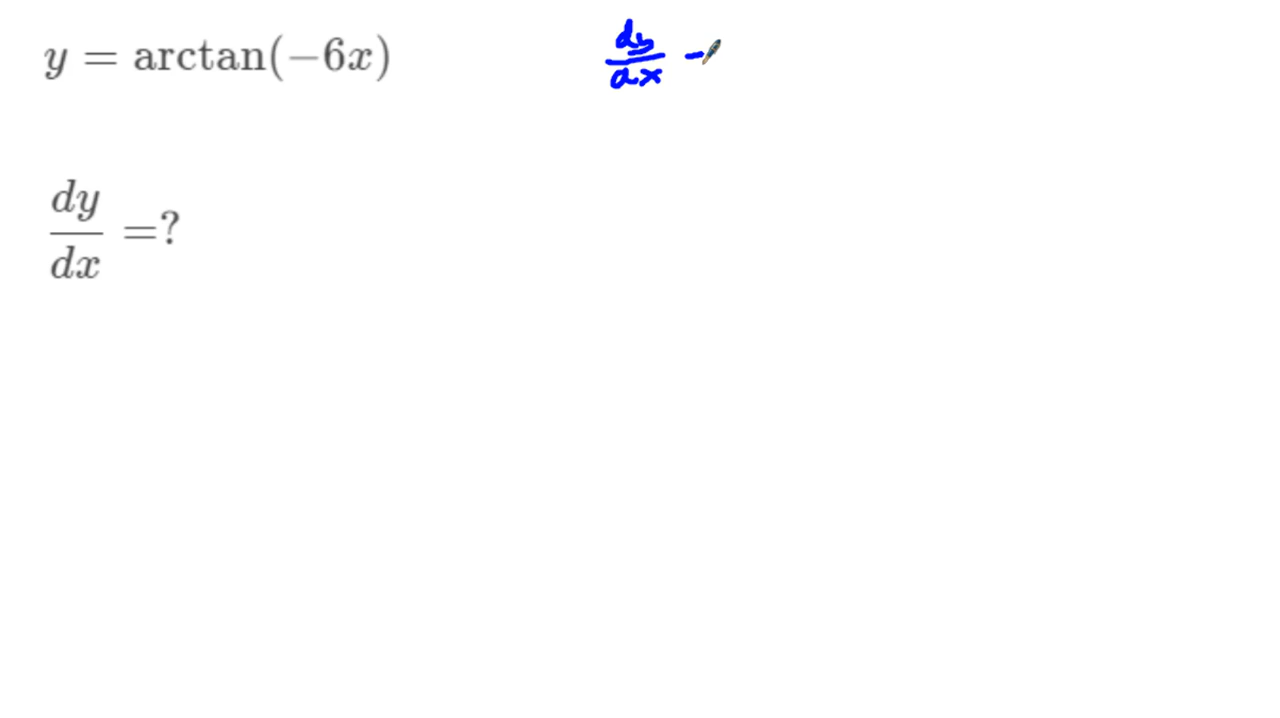 y = arctan(−6x)
dy/dx =?
dy/dx -